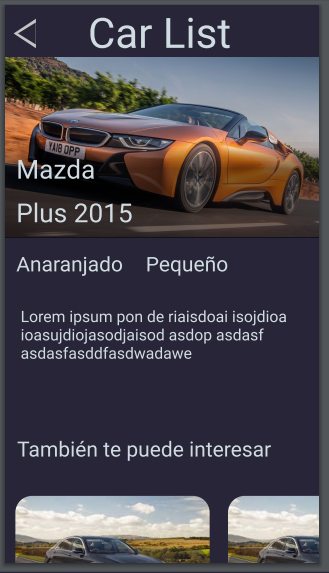 Car List
YA18 DPP
Mazda
Plus 2015
Anaranjado Pequeño
Lorem ipsum pon de riaisdoai isojdioa
ioasujdiojasodjaisod asdop asdasf
asdasfasddfasdwadawe
También te puede interesar